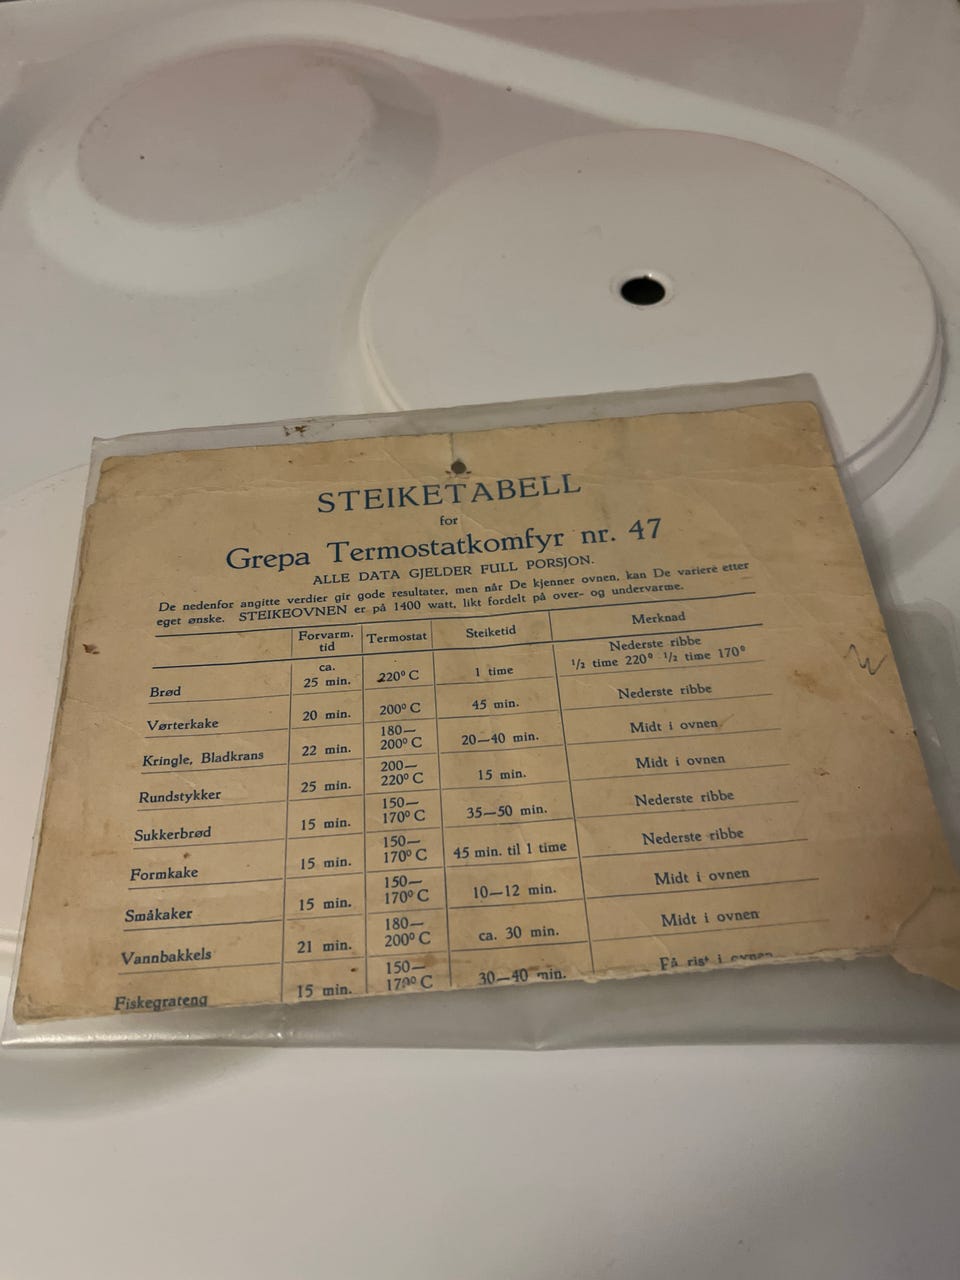 STEIKETABELL
for
Grepa Termostatkomfyr nr. 47
ALLE DATA GJELDER FULL PORSJON.
De nedenfor angitte verdier gir gode resultater, men når De kjenner ovnen, kan De variere etter
eget ønske. STEIKEOVNEN er på 1400 watt, likt fordelt på over- og undervarme.
Forvarm. tid Termostat Steiketid Merknad
Brød ca. 25 min. 220° C 1 time Nederste ribbe ½ time 220° ½ time 170°
Vørterkake 20 min. 200° C 45 min. Nederste ribbe
Kringle, Bladkrans 22 min. 180—200° C 20—40 min. Midt i ovnen
Rundstykker 25 min. 200—220° C 15 min. Midt i ovnen
Sukkerbrød 15 min. 150—170° C 35—50 min. Nederste ribbe
Formkake 15 min. 150—170° C 45 min. til 1 time Nederste ribbe
Småkaker 15 min. 150—170° C 10—12 min. Midt i ovnen
Vannbakkels 21 min. 180—200° C ca. 30 min. Midt i ovnen
Fiskegrateng 15 min. 150—170° C 30—40 min. På rist i ovnen